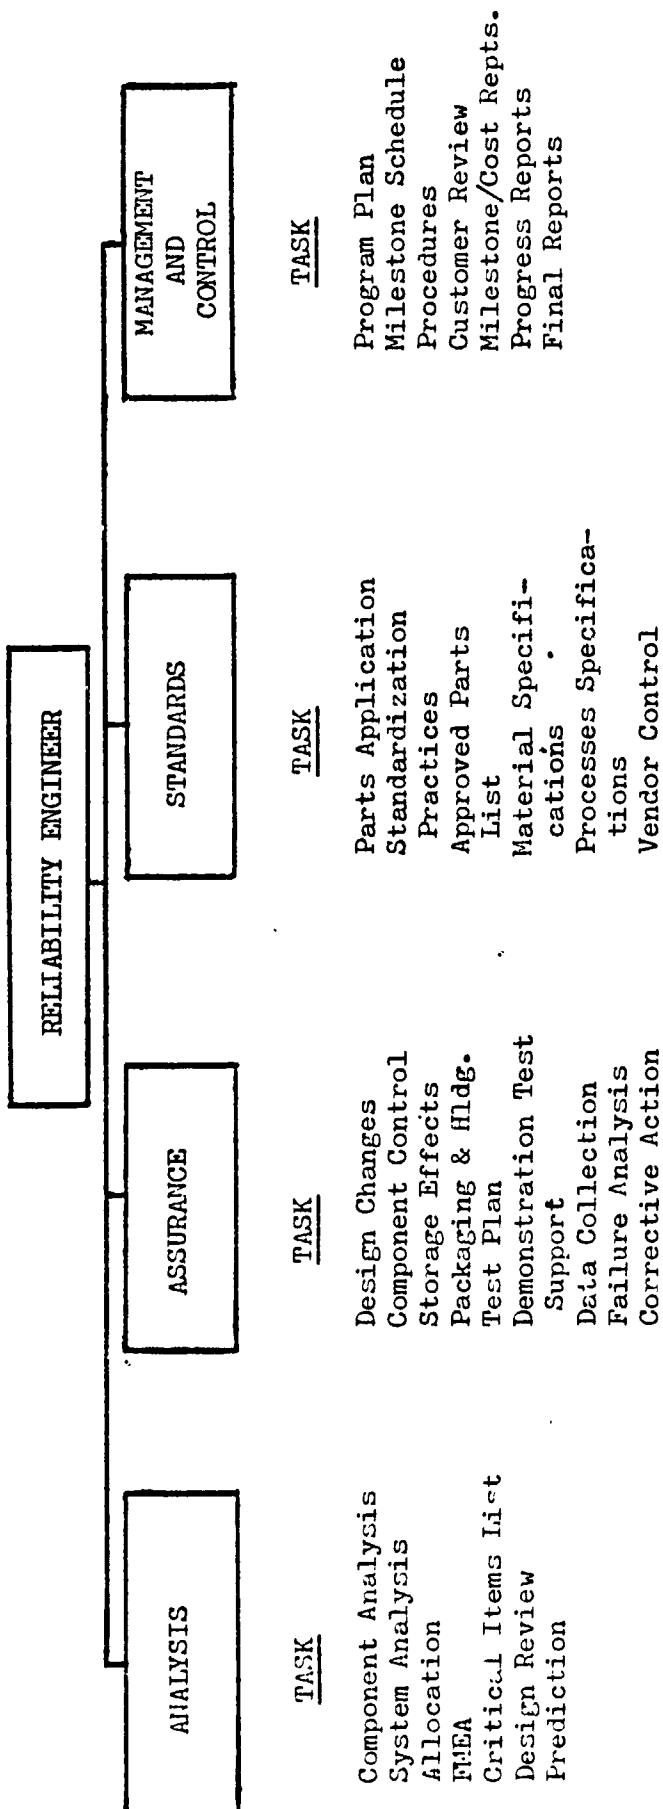 RELIABILITY ENGINEER
ANALYSIS
TASK
Component Analysis
System Analysis
Allocation
FMEA
Critical Items List
Design Review
Prediction
ASSURANCE
TASK
Design Changes
Component Control
Storage Effects
Packaging & Hldg.
Test Plan
Demonstration Test
Support
Data Collection
Failure Analysis
Corrective Action
STANDARDS
TASK
Parts Application
Standardization
Practices
Approved Parts
List
Material Specifi-
cations
Processes Specifica-
tions
Vendor Control
MANAGEMENT
AND
CONTROL
TASK
Program Plan
Milestone Schedule
Procedures
Customer Review
Milestone/Cost Repts.
Progress Reports
Final Reports